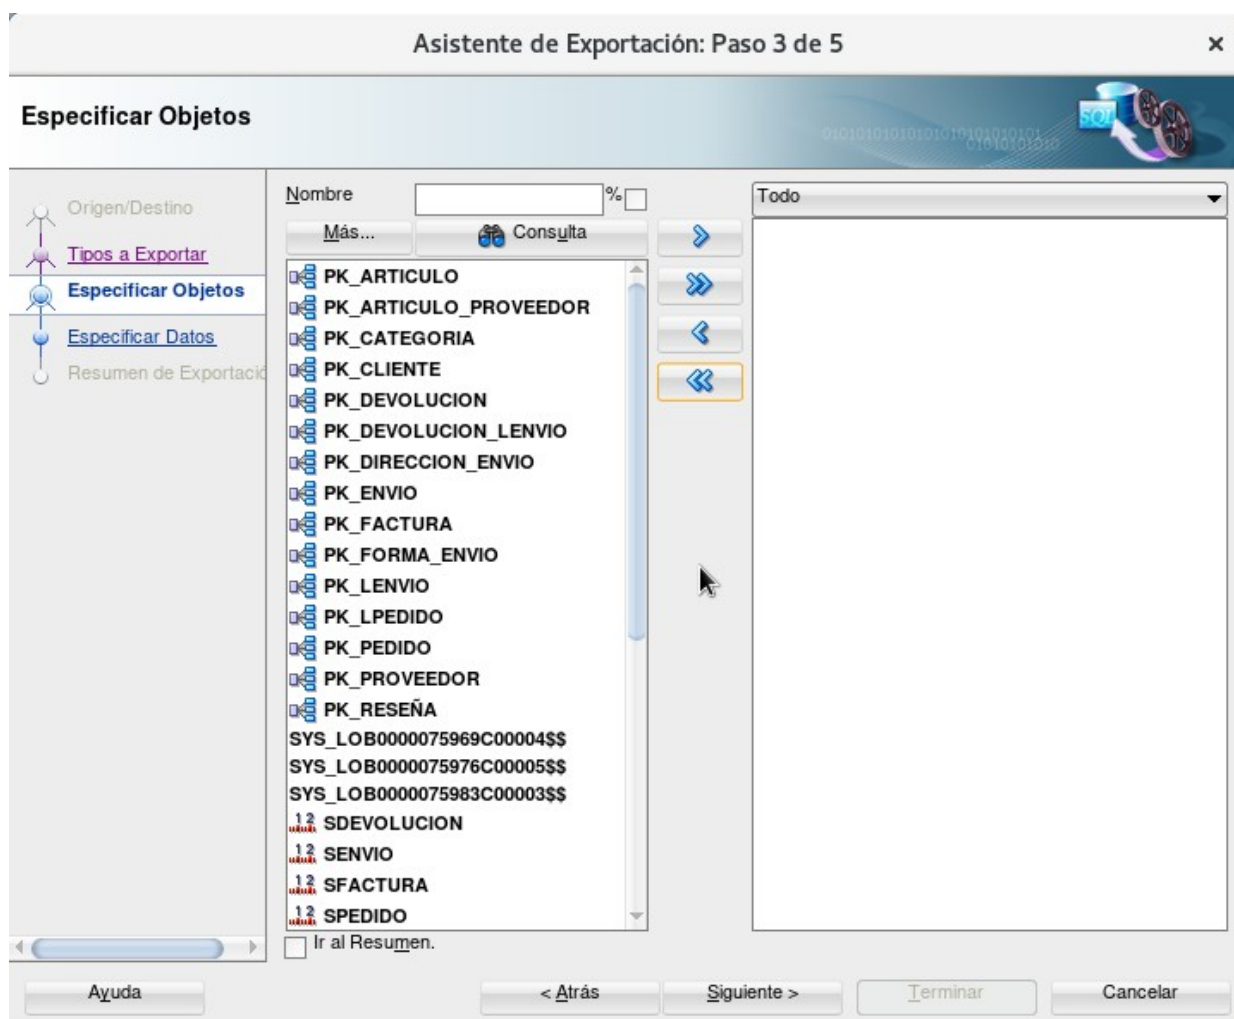 Asistente de Exportación: Paso 3 de 5
Especificar Objetos
SQL
Origen/Destino
Tipos a Exportar
Especificar Objetos
Especificar Datos
Resumen de Exportació
Nombre
%
Más...
Consulta
PK_ARTICULO
PK_ARTICULO_PROVEEDOR
PK_CATEGORIA
PK_CLIENTE
PK_DEVOLUCION
PK_DEVOLUCION_LENVIO
PK_DIRECCION_ENVIO
PK_ENVIO
PK_FACTURA
PK_FORMA_ENVIO
PK_LENVIO
PK_LPEDIDO
PK_PEDIDO
PK_PROVEEDOR
PK_RESEÑA
SYS_LOB0000075969C00004$$
SYS_LOB0000075976C00005$$
SYS_LOB0000075983C00003$$
SDEVOLUCION
SENVIO
SFACTURA
SPEDIDO
Ir al Resumen.
Todo
Ayuda
< Atrás
Siguiente >
Terminar
Cancelar